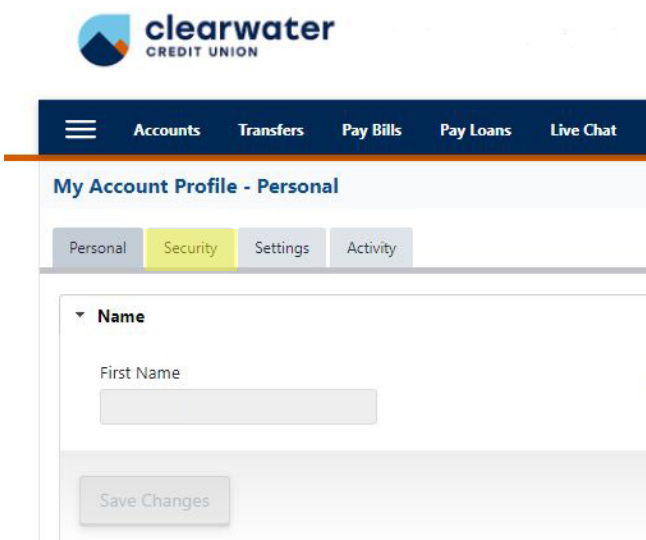 clearwater
CREDIT UNION
Accounts Transfers Pay Bills Pay Loans Live Chat
My Account Profile - Personal
Personal Security Settings Activity
Name
First Name
Save Changes